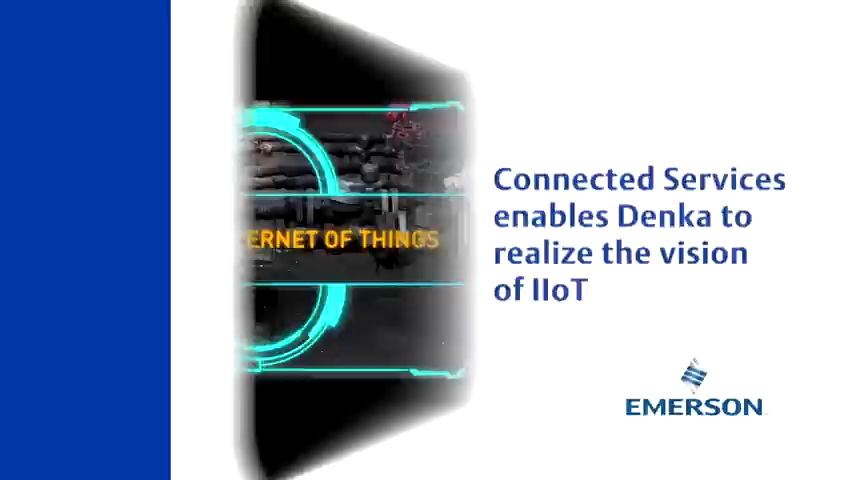 ERNET OF THINGS
Connected Services
enables Denka to
realize the vision
of IIoT
EMERSON